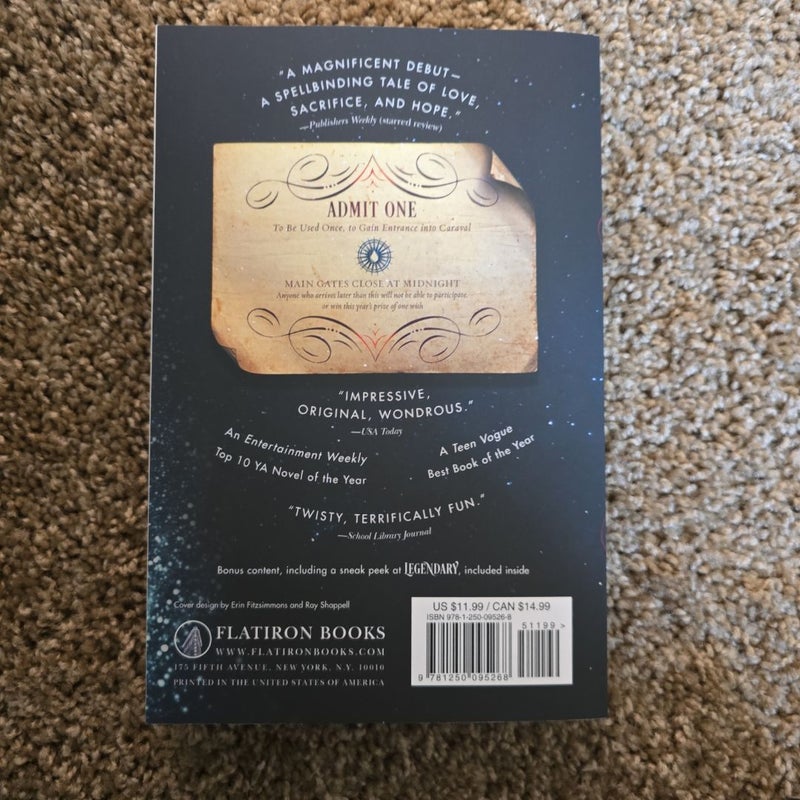 "A MAGNIFICENT DEBUT—
A SPELLBINDING TALE OF LOVE,
SACRIFICE, AND HOPE."
—Publishers Weekly (starred review)
ADMIT ONE
To Be Used Once, to Gain Entrance into Caraval
MAIN GATES CLOSE AT MIDNIGHT
Anyone who arrives later than this will not be able to participate
or win this year's prize of one wish
"IMPRESSIVE,
ORIGINAL, WONDROUS."
—USA Today
An Entertainment Weekly
Top 10 YA Novel of the Year
A Teen Vogue
Best Book of the Year
"TWISTY, TERRIFICALLY FUN."
—School Library Journal
Bonus content, including a sneak peek at LEGENDARY, included inside
Cover design by Erin Fitzsimmons and Ray Shappell
FLATIRON BOOKS
WWW.FLATIRONBOOKS.COM
175 FIFTH AVENUE, NEW YORK, N.Y. 10010
PRINTED IN THE UNITED STATES OF AMERICA
US $11.99 / CAN $14.99
ISBN 978-1-250-09526-8
51199>
9 781250 095268